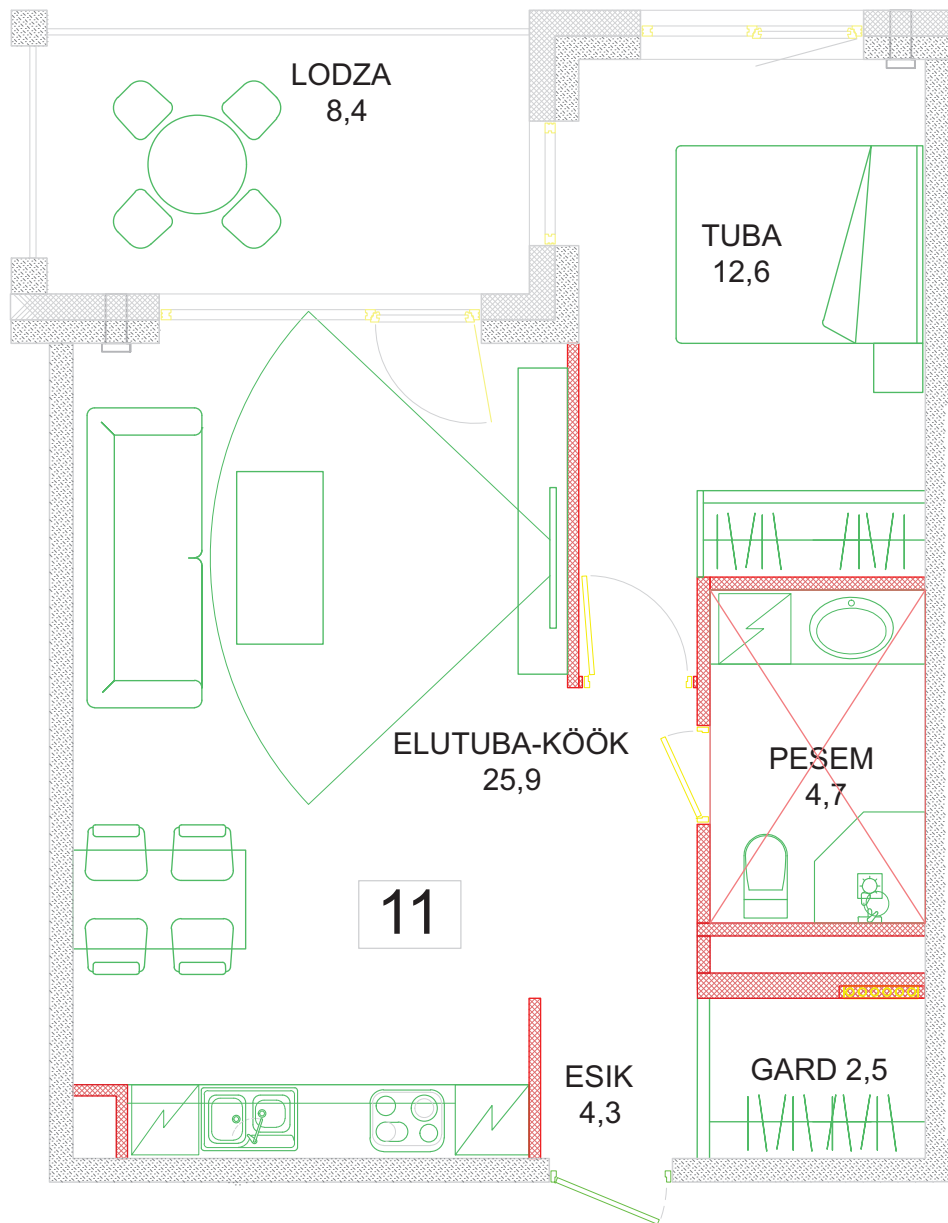 LODZA
8,4
TUBA
12,6
ELUTUBA-KÖÖK
25,9
PESEM
4,7
11
ESIK
4,3
GARD 2,5